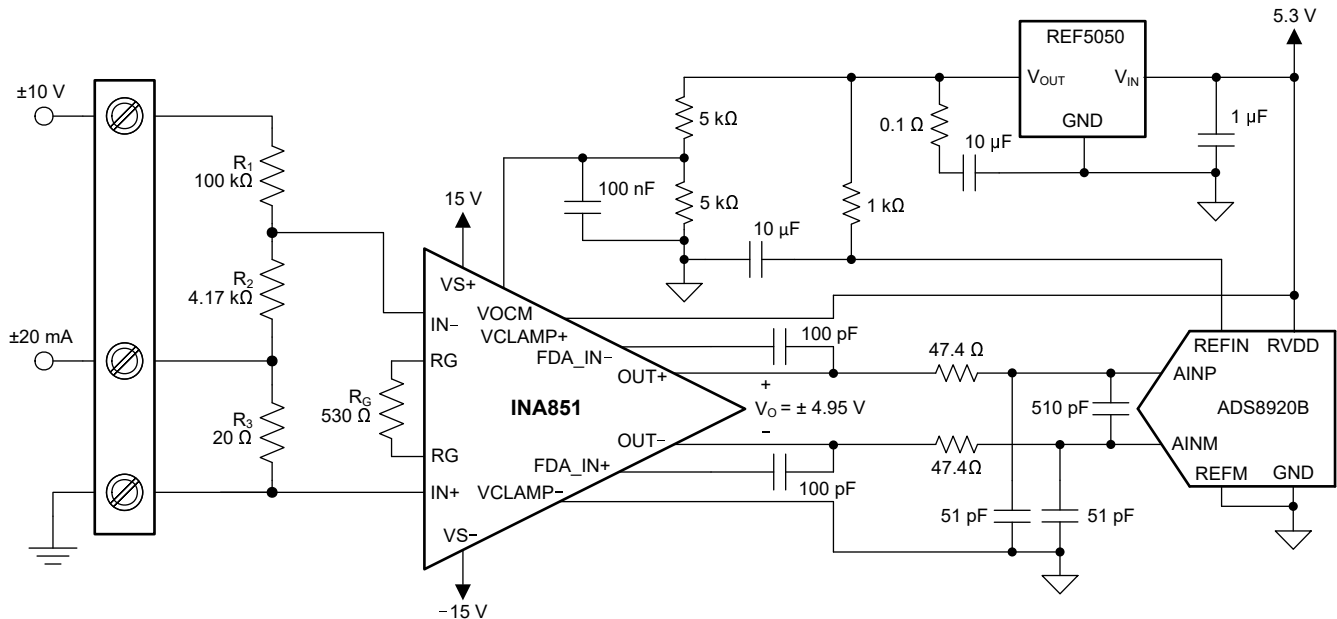 5.3 V
REF5050
±10 V
VOUT
VIN
5 kΩ
0.1 Ω
GND
1 µF
R1
100 kΩ
10 µF
100 nF
15 V
5 kΩ
1 kΩ
10 µF
R2
4.17 kΩ
VS+
VOCM
IN−
VCLAMP+
±20 mA
FDA_IN−
100 pF
REFIN
RVDD
RG
OUT+
47.4 Ω
AINP
RG
530 Ω
INA851
+
VO = ± 4.95 V
−
510 pF
ADS8920B
R3
20 Ω
OUT−
AINM
RG
FDA_IN+
47.4Ω
REFM
GND
IN+
VCLAMP−
100 pF
51 pF
51 pF
VS−
−15 V